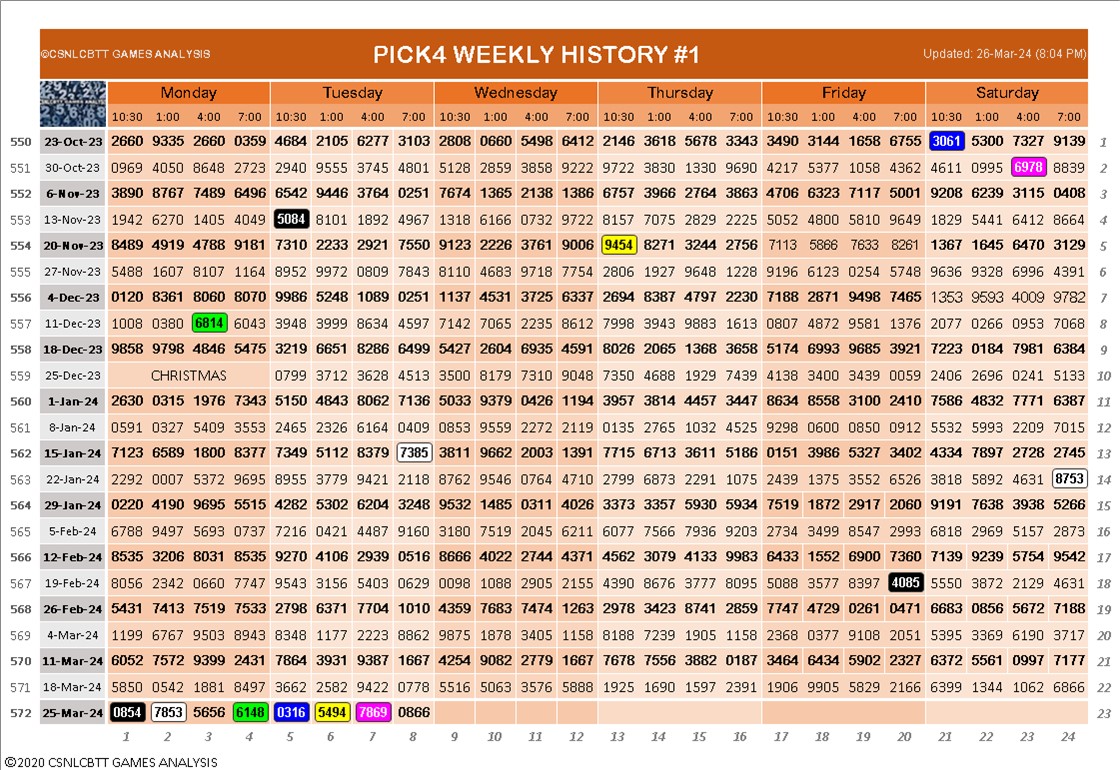 ©CSNLCBTT GAMES ANALYSIS PICK4 WEEKLY HISTORY #1 Updated: 26-Mar-24 (8:04 PM)
Monday Tuesday Wednesday Thursday Friday Saturday
10:30 1:00 4:00 7:00 10:30 1:00 4:00 7:00 10:30 1:00 4:00 7:00 10:30 1:00 4:00 7:00 10:30 1:00 4:00 7:00 10:30 1:00 4:00 7:00
550 23-Oct-23 2660 9335 2660 0359 4684 2105 6277 3103 2808 0660 5498 6412 2146 3618 5678 3343 3490 3144 1658 6755 3061 5300 7327 9139 1
551 30-Oct-23 0969 4050 8648 2723 2940 9555 3745 4801 5128 2859 3858 9222 9722 3830 1330 9696 4217 5377 1058 4362 4611 0995 6978 8839 2
552 6-Nov-23 3890 8767 7489 6496 6542 9446 3764 0251 7674 1365 2138 1386 6757 3966 2764 3863 4706 6323 7117 5001 9208 6239 3115 0408 3
553 13-Nov-23 1942 6270 1405 4049 5084 8101 1892 4967 1318 6166 0732 9722 8157 7075 2829 2225 5052 4800 5810 9649 1829 5441 6412 8664 4
554 20-Nov-23 8489 4919 4788 9181 7310 2233 2921 7550 9123 2226 3761 9006 9454 8271 3244 2756 7113 5866 7633 8261 1367 1645 6470 3129 5
555 27-Nov-23 5488 1607 8107 1164 8952 9972 0809 7843 8110 4683 9718 7754 2806 1927 9648 1228 9196 6123 0254 5748 9636 9328 6996 4391 6
556 4-Dec-23 0120 8361 8060 8070 9986 5248 1089 0251 1137 4531 3725 6337 2694 8387 4797 2230 7188 2871 9498 7465 1353 9593 4009 9782 7
557 11-Dec-23 1008 0380 6814 6043 3948 3999 8634 4597 7142 7065 2235 8612 7998 3943 9883 1613 0807 4872 9581 1376 2077 0266 0953 7068 8
558 18-Dec-23 9858 9798 4846 5475 3219 6651 8286 6499 5427 2604 6935 4591 8026 2065 1368 3658 5174 6993 9685 3921 7223 0184 7981 6384 9
559 25-Dec-23 CHRISTMAS 0799 3712 3628 4513 3500 8179 7310 9048 7350 4688 1929 7439 4138 3400 3439 0059 2406 2696 0241 5133 10
560 1-Jan-24 2630 0315 1976 7343 5150 4843 8062 7136 5033 9379 0426 1194 3957 3814 4457 3447 8634 8558 3100 2410 7586 4832 7771 6387 11
561 8-Jan-24 0591 0327 5409 3553 2465 2326 6164 0409 0853 9559 2272 2119 0135 2765 1032 4525 9298 0600 0850 0912 5532 5993 2209 7015 12
562 15-Jan-24 7123 6589 1800 8377 7349 5112 8379 7385 3811 9662 2003 1391 7715 6713 3611 5186 0151 3986 5327 3402 4334 7897 2728 2745 13
563 22-Jan-24 2292 0007 5372 9695 8955 3779 9421 2118 8762 9546 0764 4710 2799 6753 2291 1075 2439 1375 3552 6526 3818 5892 4631 8753 14
564 29-Jan-24 0220 4190 9695 5515 4282 5302 6204 3248 9532 1485 0311 4026 3373 3357 5930 5934 7519 1872 2917 2060 9191 7638 3938 5266 15
565 5-Feb-24 6788 9497 5693 0737 7216 0421 4487 9160 3180 7519 2045 6211 6077 7566 7936 9203 2734 3499 8547 2993 6818 2969 5157 2873 16
566 12-Feb-24 8535 3206 8031 8535 9270 4106 2939 0516 8666 4022 2744 4371 4562 3079 4133 9983 6433 1552 6900 7360 7139 9239 5754 9542 17
567 19-Feb-24 8056 2342 0660 7747 9543 3156 5403 0629 0098 1088 2905 2155 4390 8676 3777 8095 5088 3577 8397 4085 5550 3872 2129 4631 18
568 26-Feb-24 5431 7413 7519 7533 2798 6371 7704 1010 4359 7683 7474 1263 2978 3423 8741 2859 7747 4729 0261 0471 6683 0856 5672 7188 19
569 4-Mar-24 1199 6767 9503 8943 8348 1177 2223 8862 9875 1878 3405 1158 8188 7239 1905 1158 2368 0377 9108 2051 5395 3369 6190 3717 20
570 11-Mar-24 6052 7572 9399 2431 7864 3931 9387 1667 4254 9082 2779 1667 7678 7556 3882 0187 3464 6434 5902 2327 6372 5561 0997 7177 21
571 18-Mar-24 5850 0542 1881 8497 3662 2582 9422 0778 5516 5063 3576 5888 1925 1690 1597 2391 1906 9905 5829 2166 6399 1344 1062 6866 22
572 25-Mar-24 0854 7853 5656 6148 0316 5494 7869 0866 23
1 2 3 4 5 6 7 8 9 10 11 12 13 14 15 16 17 18 19 20 21 22 23 24
©2020 CSNLCBTT GAMES ANALYSIS